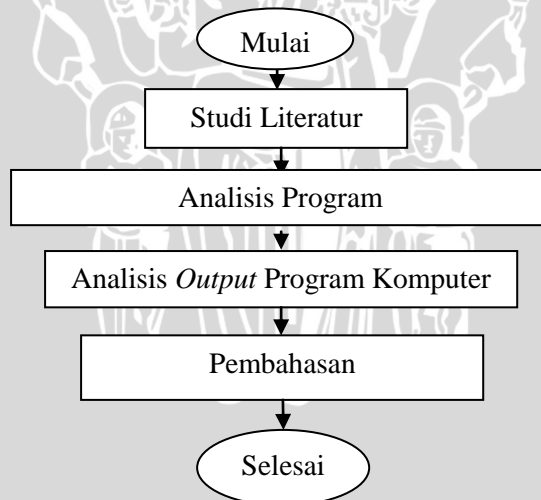 Mulai
Studi Literatur
Analisis Program
Analisis Output Program Komputer
Pembahasan
Selesai